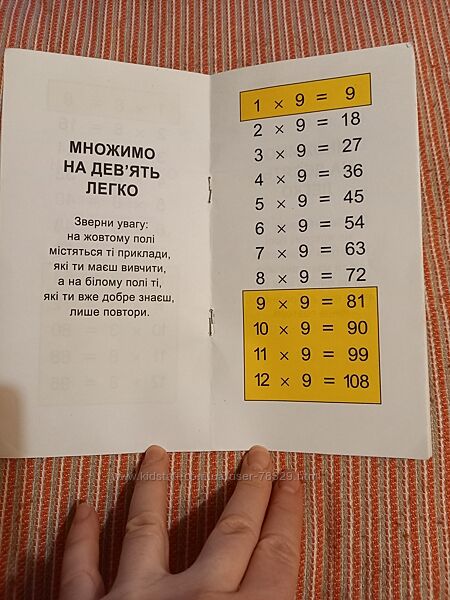 МНОЖИМО
НА ДЕВ'ЯТЬ
ЛЕГКО
Зверни увагу:
на жовтому полі
містяться ті приклади,
які ти маєш вивчити,
а на білому полі ті,
які ти вже добре знаєш,
лише повтори.
1 × 9 = 9
2 × 9 = 18
3 × 9 = 27
4 × 9 = 36
5 × 9 = 45
6 × 9 = 54
7 × 9 = 63
8 × 9 = 72
9 × 9 = 81
10 × 9 = 90
11 × 9 = 99
12 × 9 = 108